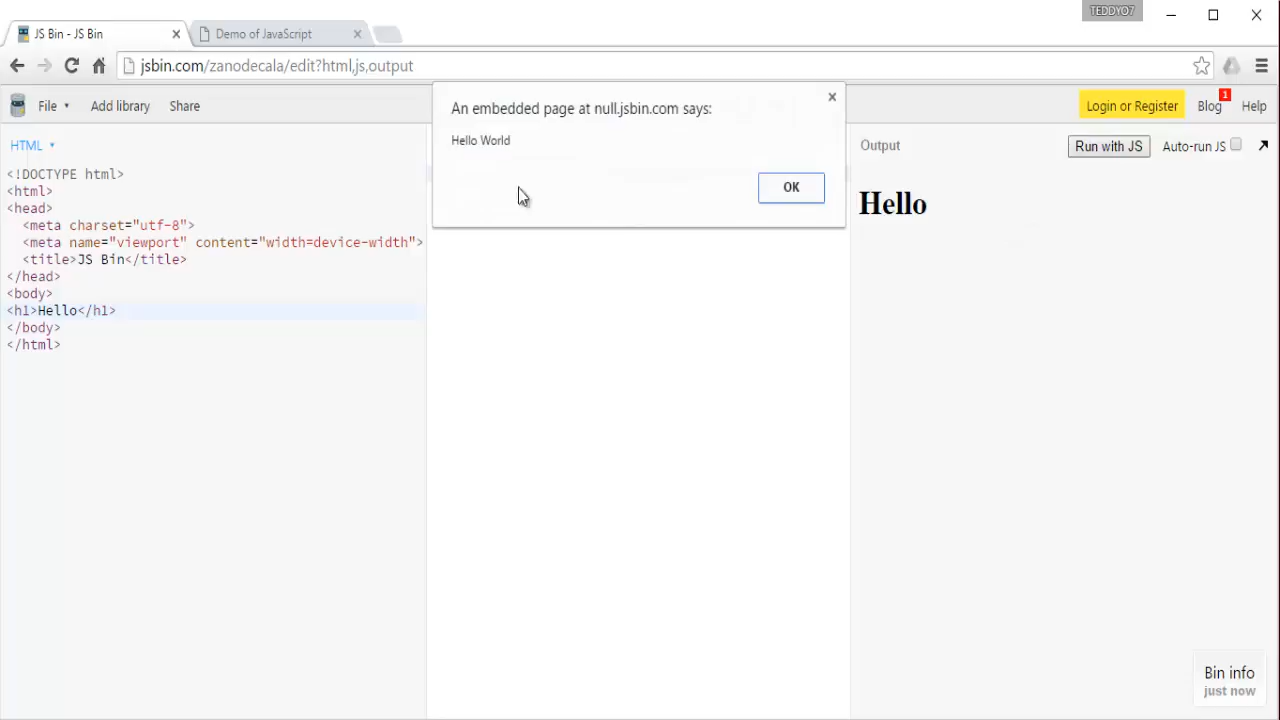 TEDDYO7
JS Bin - JS Bin
Demo of JavaScript
jsbin.com/zanodecala/edit?html,js,output
File
Add library
Share
Login or Register
Blog
1
Help
An embedded page at null.jsbin.com says:
Hello World
OK
HTML
<!DOCTYPE html>
<html>
<head>
<meta charset="utf-8">
<meta name="viewport" content="width=device-width">
<title>JS Bin</title>
</head>
<body>
<h1>Hello</h1>
</body>
</html>
Output
Run with JS
Auto-run JS
Hello
Bin info
just now